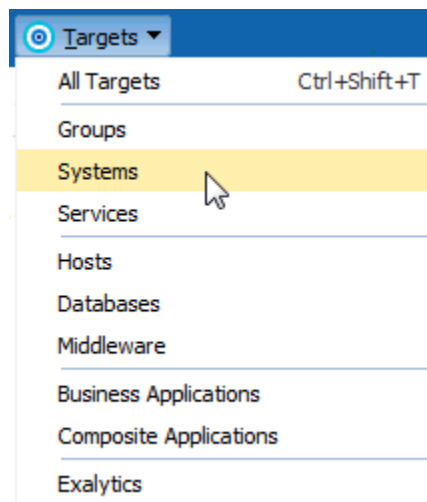 Targets
All Targets Ctrl+Shift+T
Groups
Systems
Services
Hosts
Databases
Middleware
Business Applications
Composite Applications
Exalytics